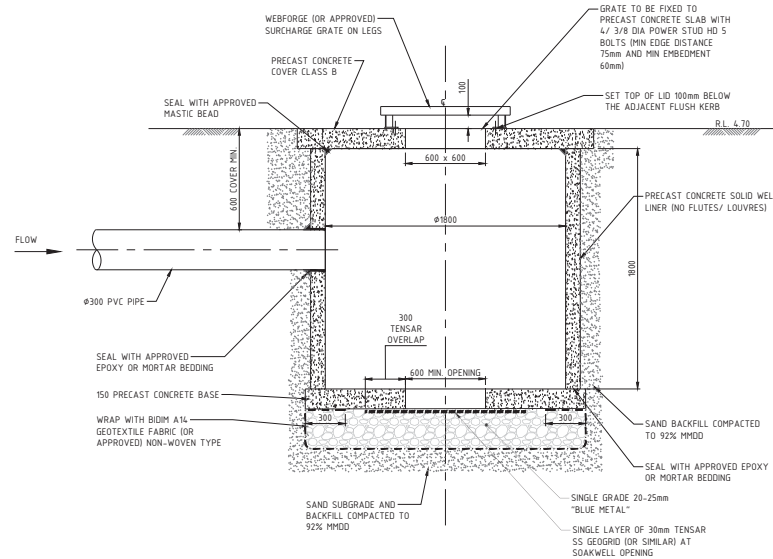 WEBFORGE (OR APPROVED)
SURCHARGE GRATE ON LEGS
GRATE TO BE FIXED TO
PRECAST CONCRETE SLAB WITH
4/ 3/8 DIA POWER STUD HD 5
BOLTS (MIN EDGE DISTANCE
75mm AND MIN EMBEDMENT
60mm)
PRECAST CONCRETE
COVER CLASS B
100
SEAL WITH APPROVED
MASTIC BEAD
SET TOP OF LID 100mm BELOW
THE ADJACENT FLUSH KERB
R.L. 4.70
600 COVER MIN.
600 x 600
PRECAST CONCRETE SOLID WELL
LINER (NO FLUTES/ LOUVRES)
Ø1800
1800
FLOW
Ø300 PVC PIPE
300
TENSAR
OVERLAP
SEAL WITH APPROVED
EPOXY OR MORTAR BEDDING
600 MIN. OPENING
150 PRECAST CONCRETE BASE
WRAP WITH BIDIM A14
GEOTEXTILE FABRIC (OR
APPROVED) NON-WOVEN TYPE
300
300
SAND BACKFILL COMPACTED
TO 92% MMDD
SEAL WITH APPROVED EPOXY
OR MORTAR BEDDING
SAND SUBGRADE AND
BACKFILL COMPACTED TO
92% MMDD
SINGLE GRADE 20-25mm
"BLUE METAL"
SINGLE LAYER OF 30mm TENSAR
SS GEOGRID (OR SIMILAR) AT
SOAKWELL OPENING